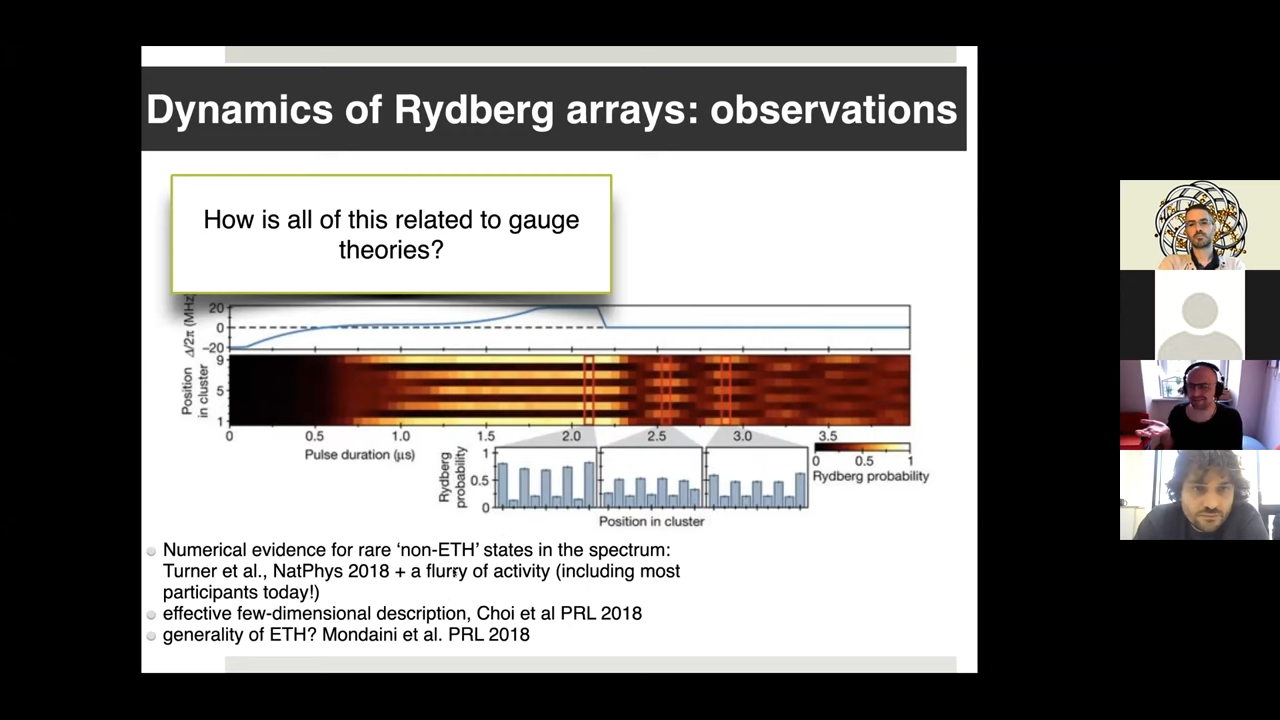 Dynamics of Rydberg arrays: observations
How is all of this related to gauge
theories?
Δ/2π (MHz)
20
0
−20
Position
in cluster
9
5
1
0
0.5
1.0
1.5
2.0
2.5
3.0
3.5
Pulse duration (μs)
Rydberg
probability
1
0.5
0
Position in cluster
0
0.5
1
Rydberg probability
Numerical evidence for rare ‘non-ETH’ states in the spectrum:
Turner et al., NatPhys 2018 + a flurry of activity (including most
participants today!)
effective few-dimensional description, Choi et al PRL 2018
generality of ETH? Mondaini et al. PRL 2018